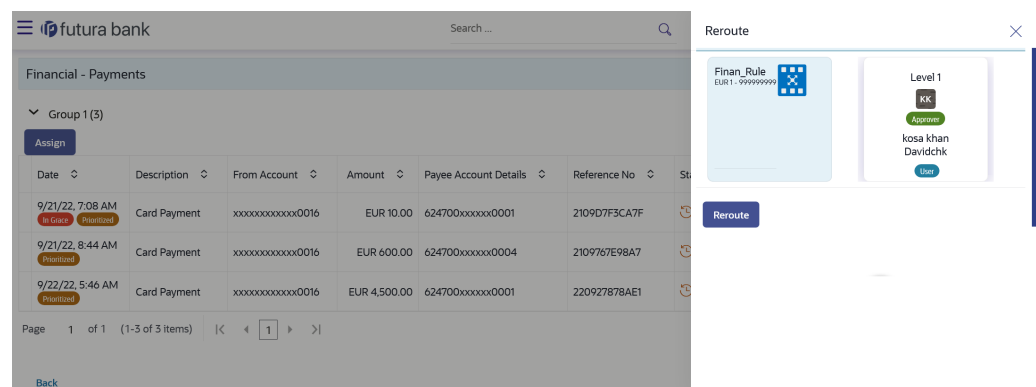 futura bank
Search ...
Financial - Payments
Group 1 (3)
Assign
Date Description From Account Amount Payee Account Details Reference No
9/21/22, 7:08 AM
In Grace Prioritized
Card Payment xxxxxxxxxxxx0016 EUR 10.00 624700xxxxxx0001 2109D7F3CA7F
9/21/22, 8:44 AM
Prioritized
Card Payment xxxxxxxxxxxx0016 EUR 600.00 624700xxxxxx0004 2109767E98A7
9/22/22, 5:46 AM
Prioritized
Card Payment xxxxxxxxxxxx0016 EUR 4,500.00 624700xxxxxx0001 220927878AE1
Page 1 of 1 (1-3 of 3 items) 1
Back
Reroute
Finan_Rule
EUR 1 - 999999999
Level 1
KK
Approver
kosa khan
Davidchk
User
Reroute